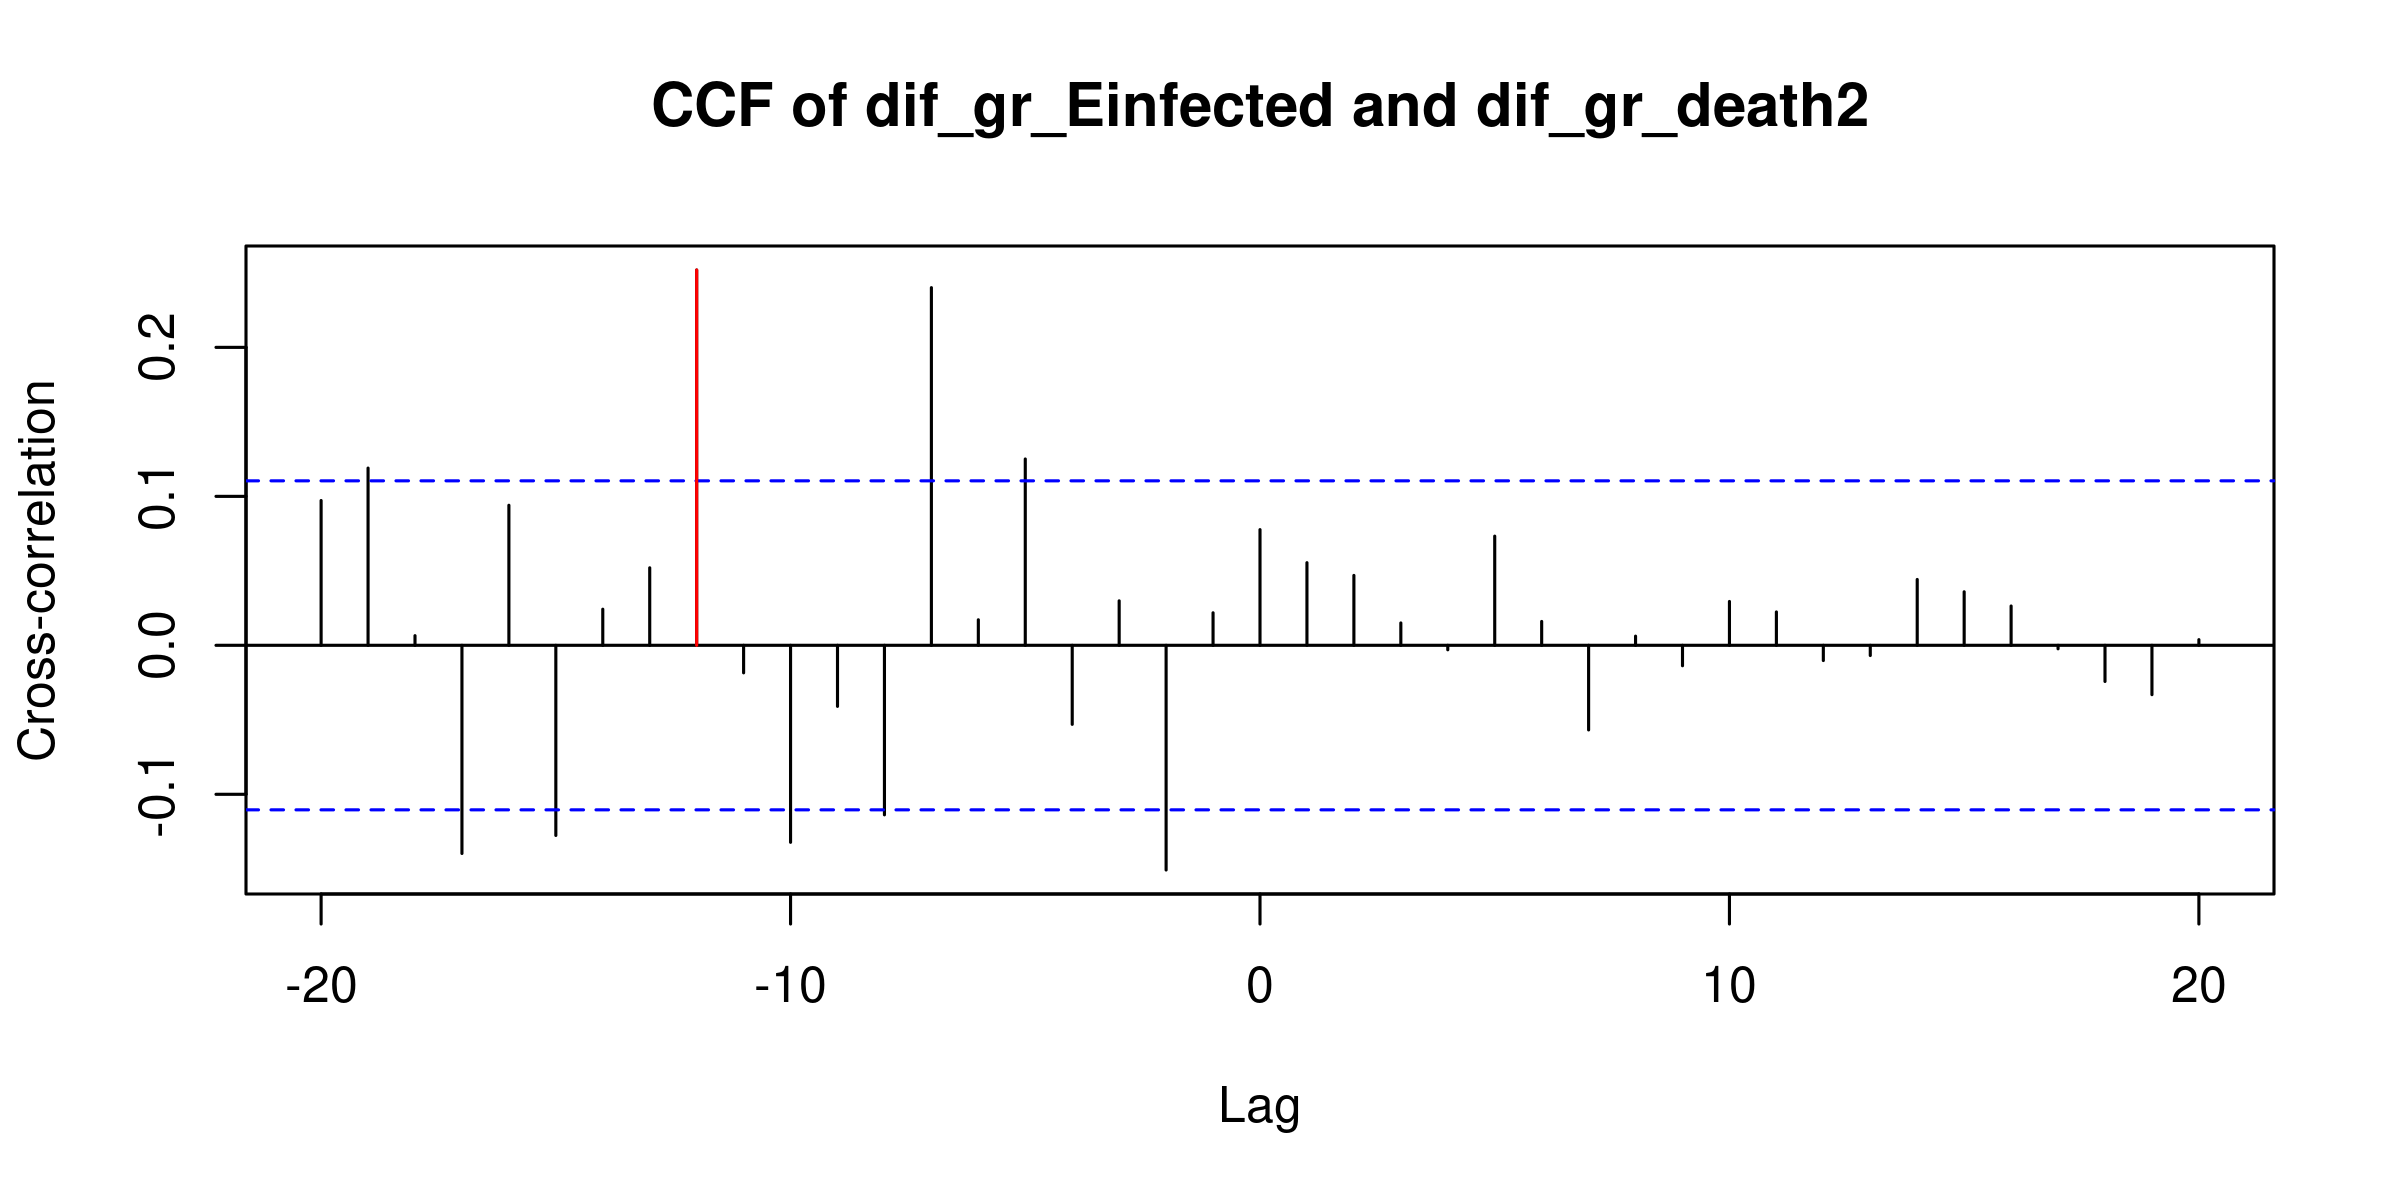 CCF of dif_gr_Einfected and dif_gr_death2
Cross-correlation
0.2
0.1
0.0
-0.1
-20 -10 0 10 20
Lag